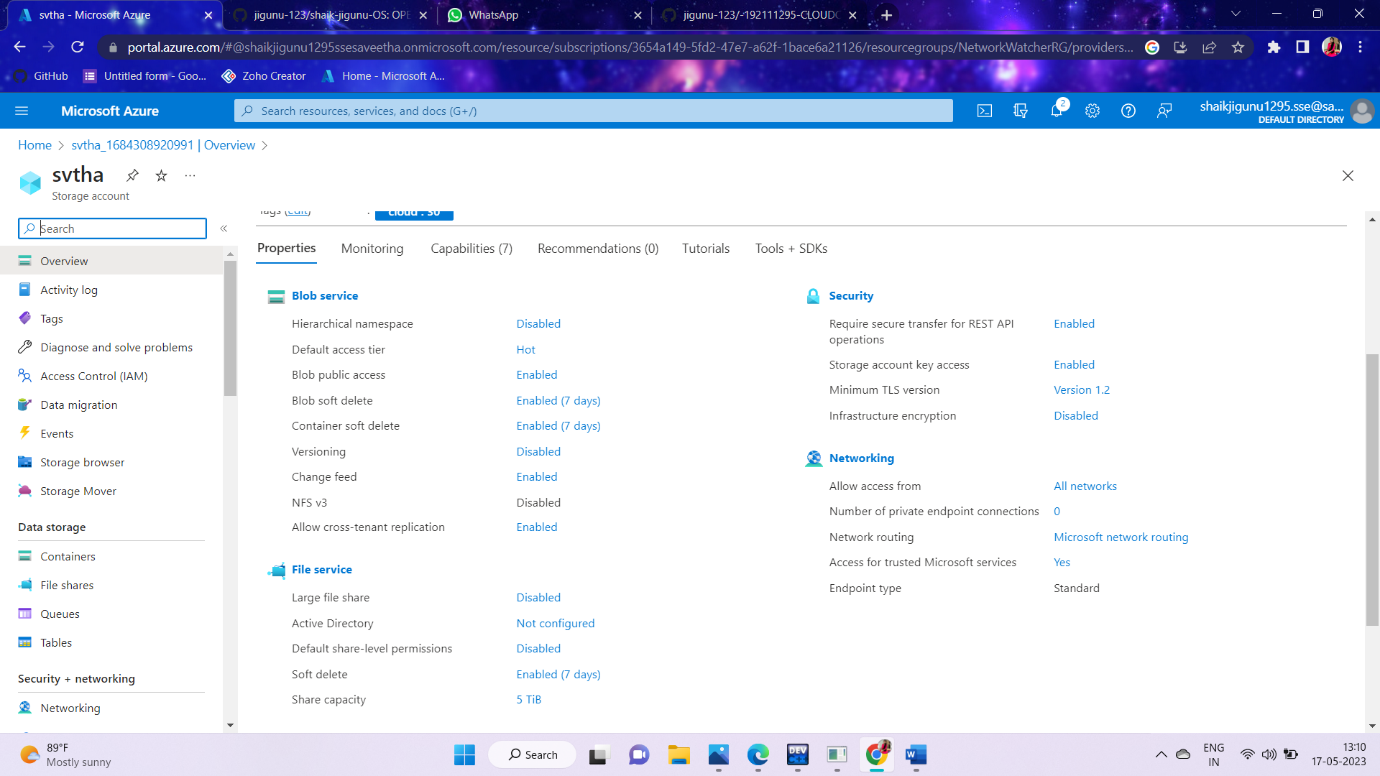 svtha - Microsoft Azure
jigunu-123/shaik-jigunu-OS: OPE
WhatsApp
jigunu-123/-192111295-CLOUDC
portal.azure.com/#@shaikjigunu1295ssesaveetha.onmicrosoft.com/resource/subscriptions/3654a149-5fd2-47e7-a62f-1bace6a21126/resourcegroups/NetworkWatcherRG/providers...
GitHub
Untitled form - Goo...
Zoho Creator
Home - Microsoft A...
Microsoft Azure
Search resources, services, and docs (G+/)
2
shaikjigunu1295.sse@sa...
DEFAULT DIRECTORY
Home > svtha_1684308920991 | Overview >
svtha
Storage account
Search
«
Overview
Activity log
Tags
Diagnose and solve problems
Access Control (IAM)
Data migration
Events
Storage browser
Storage Mover
Data storage
Containers
File shares
Queues
Tables
Security + networking
Networking
Tags (edit) : cloud : s0
Properties
Monitoring
Capabilities (7)
Recommendations (0)
Tutorials
Tools + SDKs
Blob service
Hierarchical namespace Disabled
Default access tier Hot
Blob public access Enabled
Blob soft delete Enabled (7 days)
Container soft delete Enabled (7 days)
Versioning Disabled
Change feed Enabled
NFS v3 Disabled
Allow cross-tenant replication Enabled
File service
Large file share Disabled
Active Directory Not configured
Default share-level permissions Disabled
Soft delete Enabled (7 days)
Share capacity 5 TiB
Security
Require secure transfer for REST API Enabled
operations
Storage account key access Enabled
Minimum TLS version Version 1.2
Infrastructure encryption Disabled
Networking
Allow access from All networks
Number of private endpoint connections 0
Network routing Microsoft network routing
Access for trusted Microsoft services Yes
Endpoint type Standard
89°F
Mostly sunny
Search
DEV
ENG
IN
13:10
17-05-2023